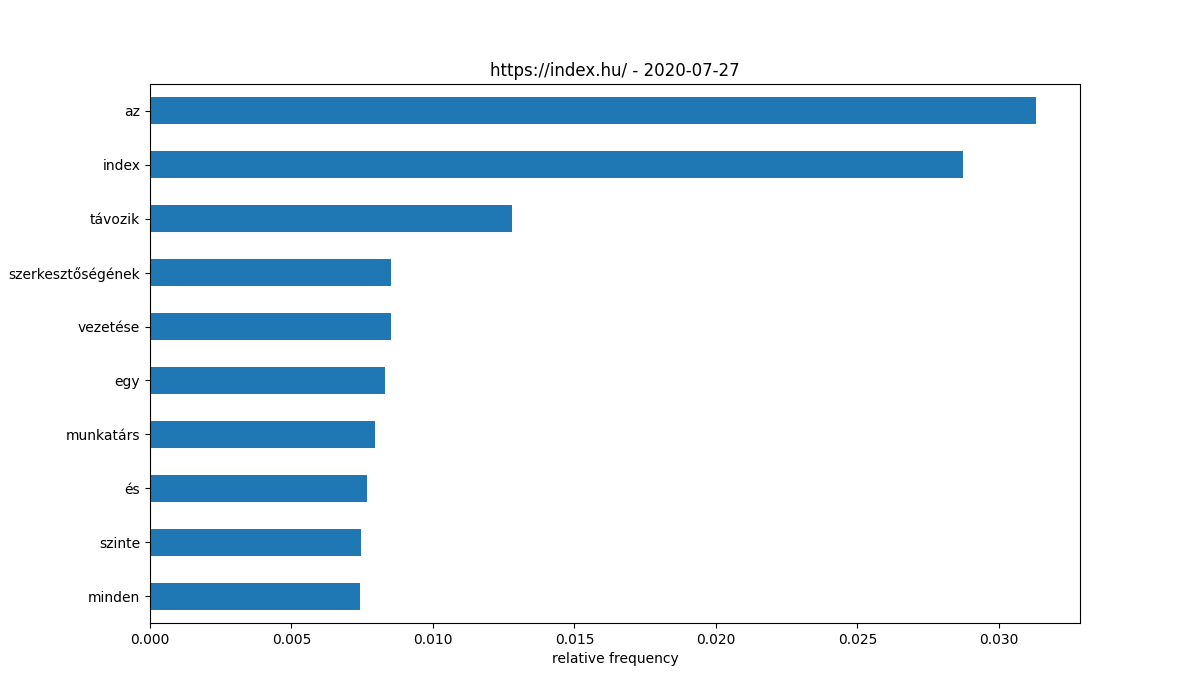 https://index.hu/ - 2020-07-27
az
index
távozik
szerkesztőségének
vezetése
egy
munkatárs
és
szinte
minden
0.000 0.005 0.010 0.015 0.020 0.025 0.030
relative frequency